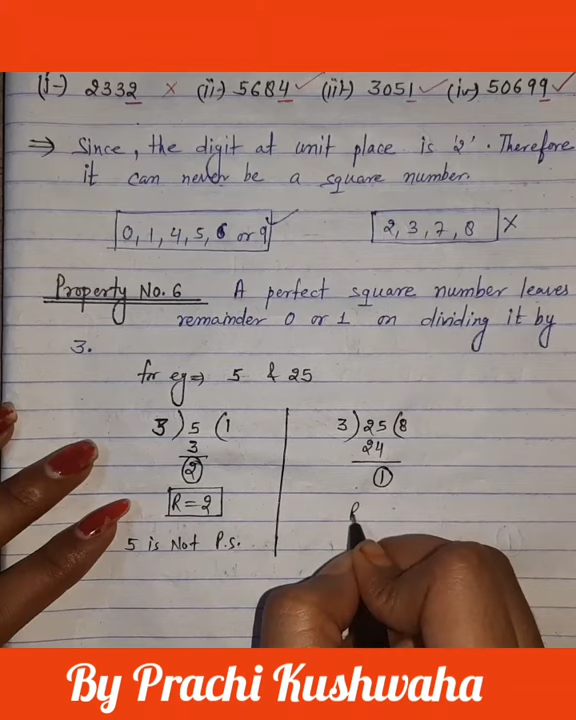 (i-) 2332 × (ii-) 5684 ✓ (iii-) 3051 ✓ (iv-) 50699 ✓
⇒ Since, the digit at unit place is '2'. Therefore
it can never be a square number.
0, 1, 4, 5, 6 or 9 ✓ 2, 3, 7, 8 ×
Property No. 6 A perfect square number leaves
remainder 0 or 1 on dividing it by
3.
for eg ⇒ 5 & 25
3 ) 5 ( 1
3
2
R = 2
5 is Not P.S.
3 ) 25 ( 8
24
1
R
By Prachi Kushwaha